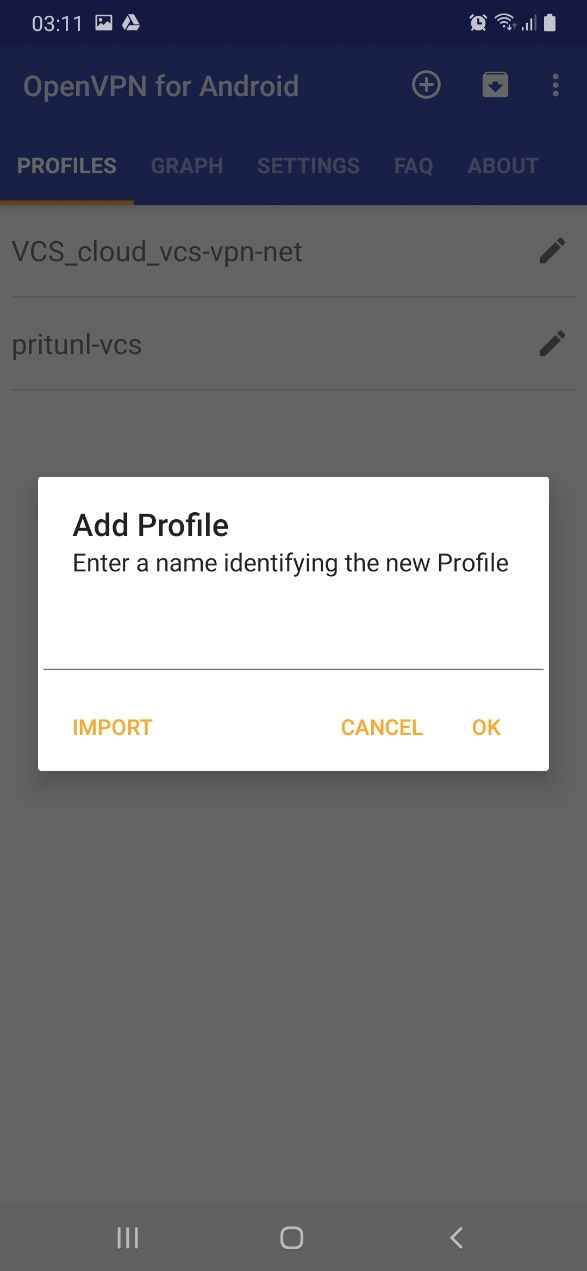 03:11
OpenVPN for Android
PROFILES GRAPH SETTINGS FAQ ABOUT
VCS_cloud_vcs-vpn-net
pritunl-vcs
Add Profile
Enter a name identifying the new Profile
IMPORT CANCEL OK